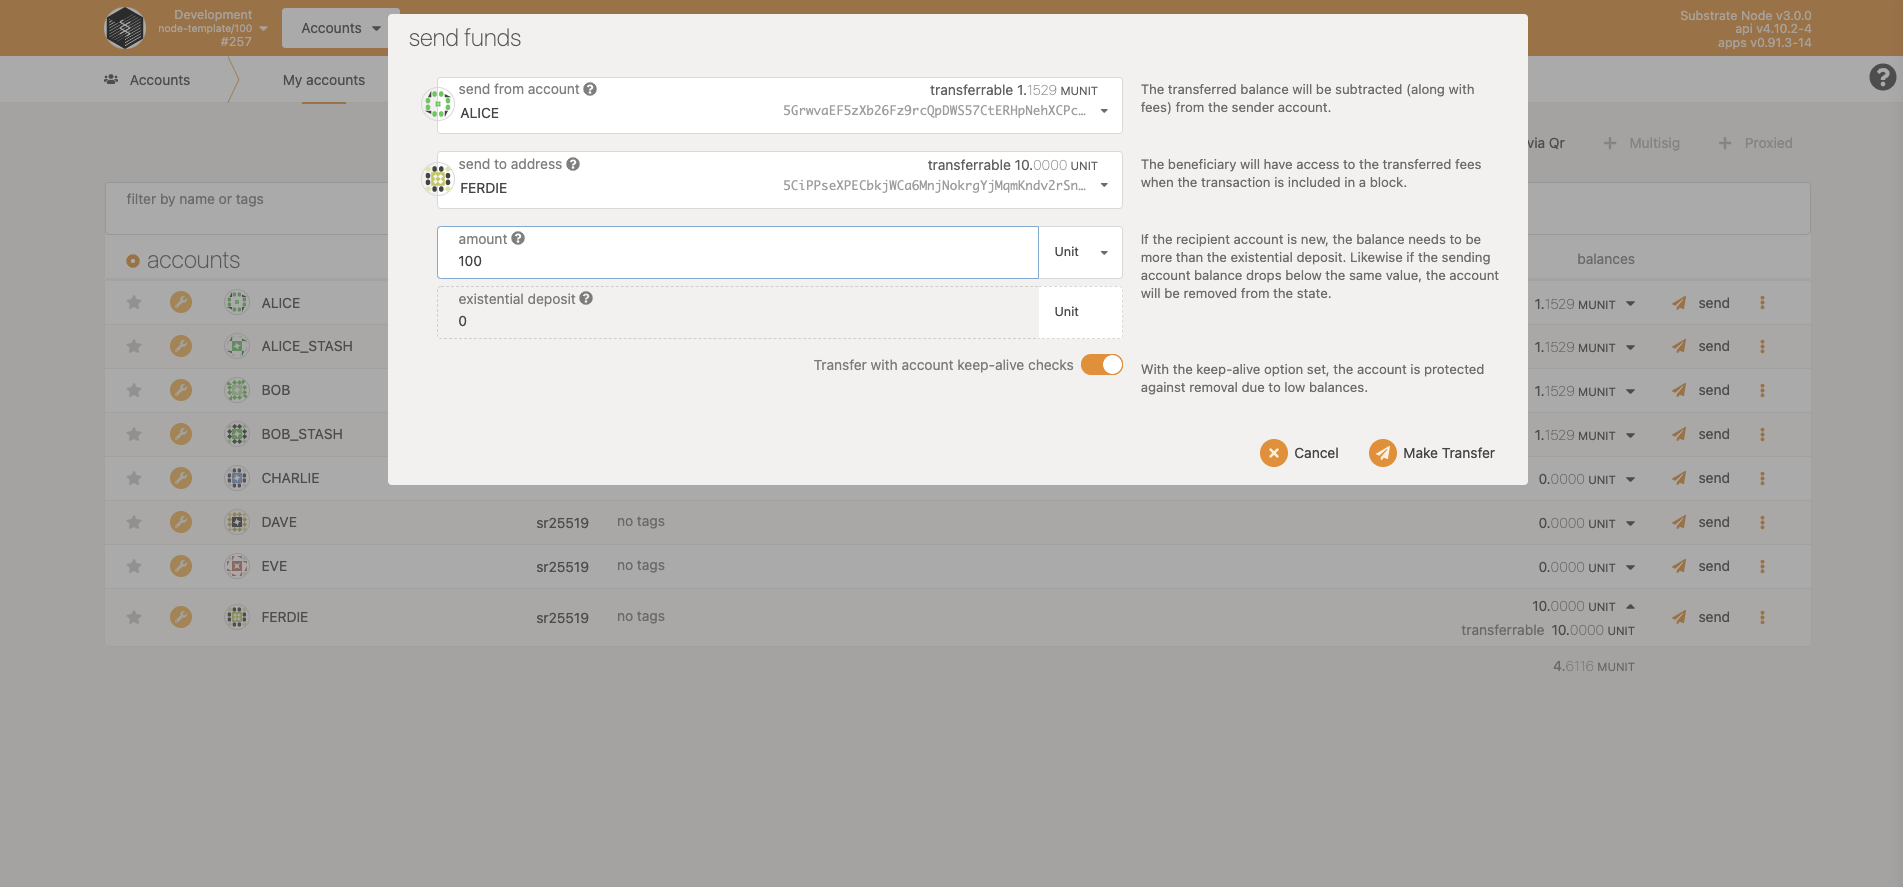 Development
node-template/100
#257
Accounts
Substrate Node v3.0.0
api v4.10.2-4
apps v0.91.3-14
Accounts
My accounts
send funds
send from account
transferrable 1.1529 MUNIT
ALICE
5GrwvaEF5zXb26Fz9rcQpDWS57CtERHpNehXCPc…
The transferred balance will be subtracted (along with
fees) from the sender account.
send to address
transferrable 10.0000 UNIT
FERDIE
5CiPPseXPECbkjWCa6MnjNokrgYjMqmKndv2rSn…
The beneficiary will have access to the transferred fees
when the transaction is included in a block.
amount
100
Unit
If the recipient account is new, the balance needs to be
more than the existential deposit. Likewise if the sending
account balance drops below the same value, the account
will be removed from the state.
existential deposit
0
Unit
Transfer with account keep-alive checks
With the keep-alive option set, the account is protected
against removal due to low balances.
Cancel
Make Transfer
via Qr
Multisig
Proxied
filter by name or tags
accounts
balances
ALICE
1.1529 MUNIT
send
ALICE_STASH
1.1529 MUNIT
send
BOB
1.1529 MUNIT
send
BOB_STASH
1.1529 MUNIT
send
CHARLIE
0.0000 UNIT
send
DAVE
sr25519
no tags
0.0000 UNIT
send
EVE
sr25519
no tags
0.0000 UNIT
send
FERDIE
sr25519
no tags
10.0000 UNIT
transferrable 10.0000 UNIT
send
4.6116 MUNIT